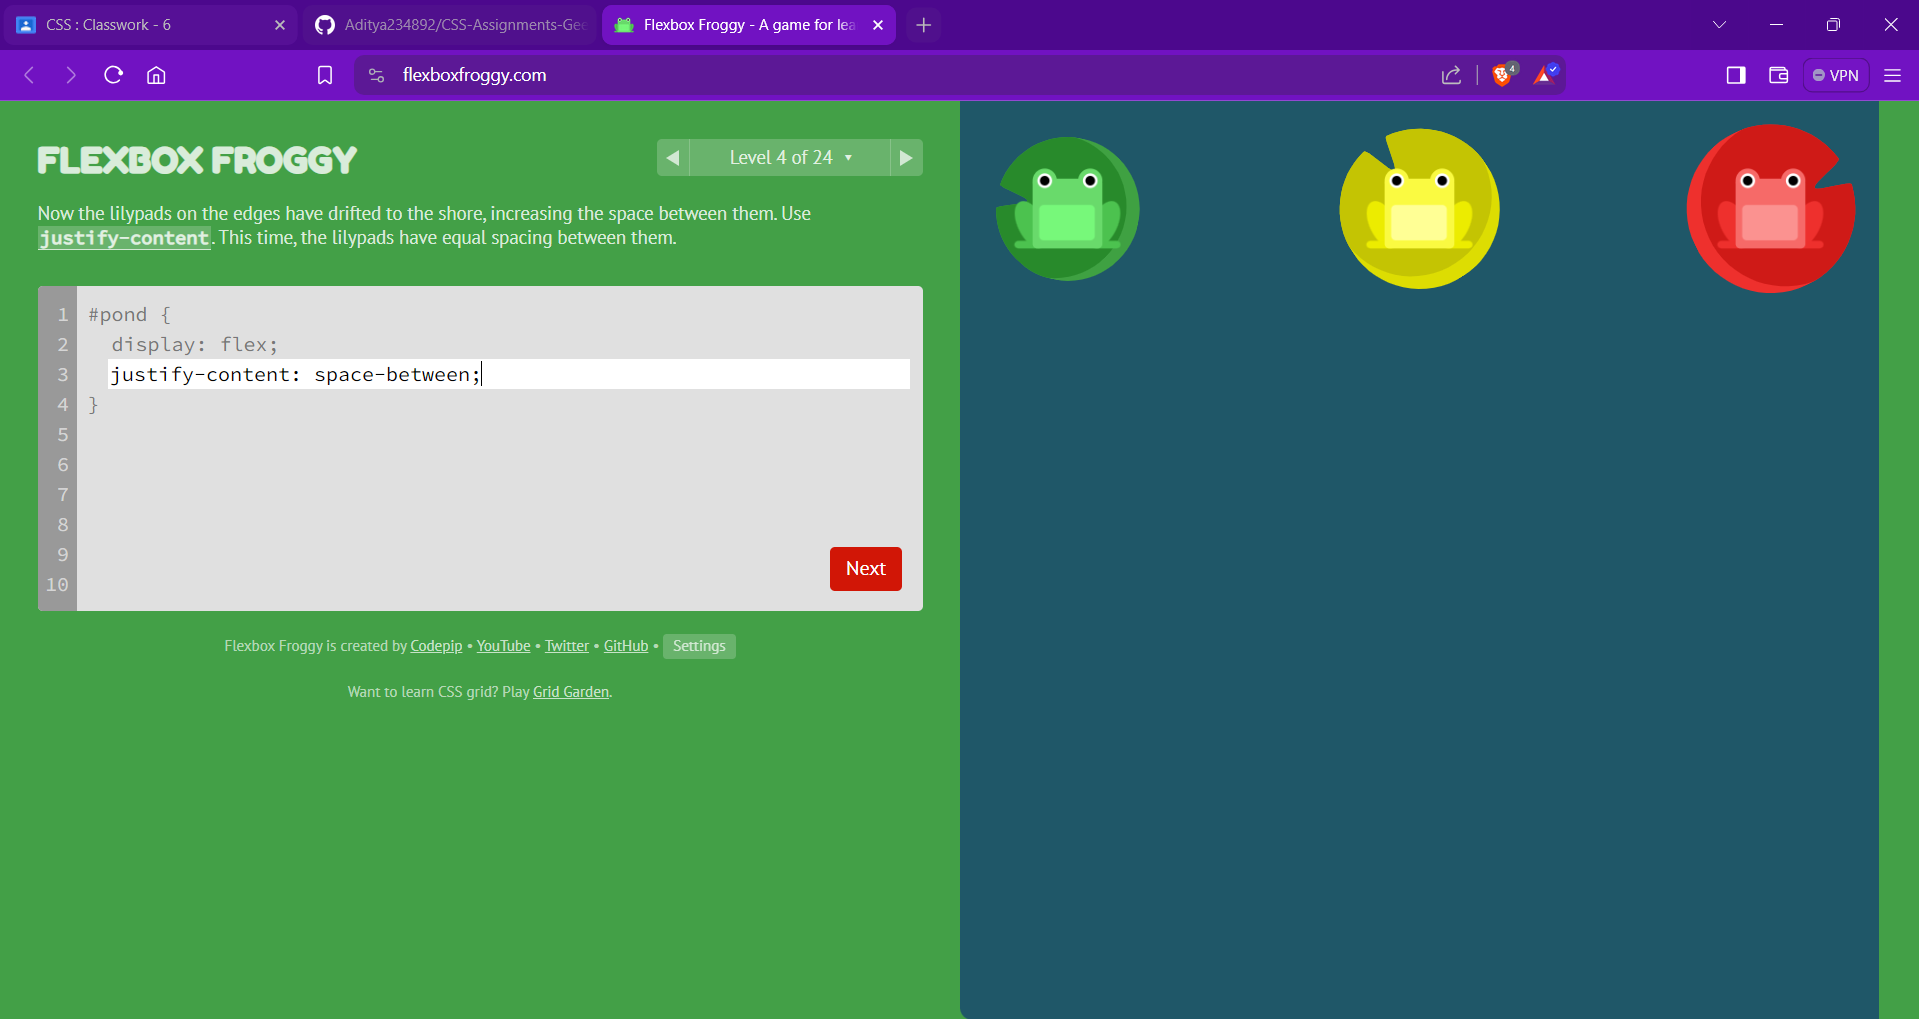 CSS : Classwork - 6
Aditya234892/CSS-Assignments-Gee
Flexbox Froggy - A game for lea
flexboxfroggy.com
4
VPN
FLEXBOX FROGGY
Level 4 of 24
Now the lilypads on the edges have drifted to the shore, increasing the space between them. Use
justify-content. This time, the lilypads have equal spacing between them.
1 #pond {
2 display: flex;
3 justify-content: space-between;
4 }
5
6
7
8
9
10
Next
Flexbox Froggy is created by Codepip • YouTube • Twitter • GitHub • Settings
Want to learn CSS grid? Play Grid Garden.